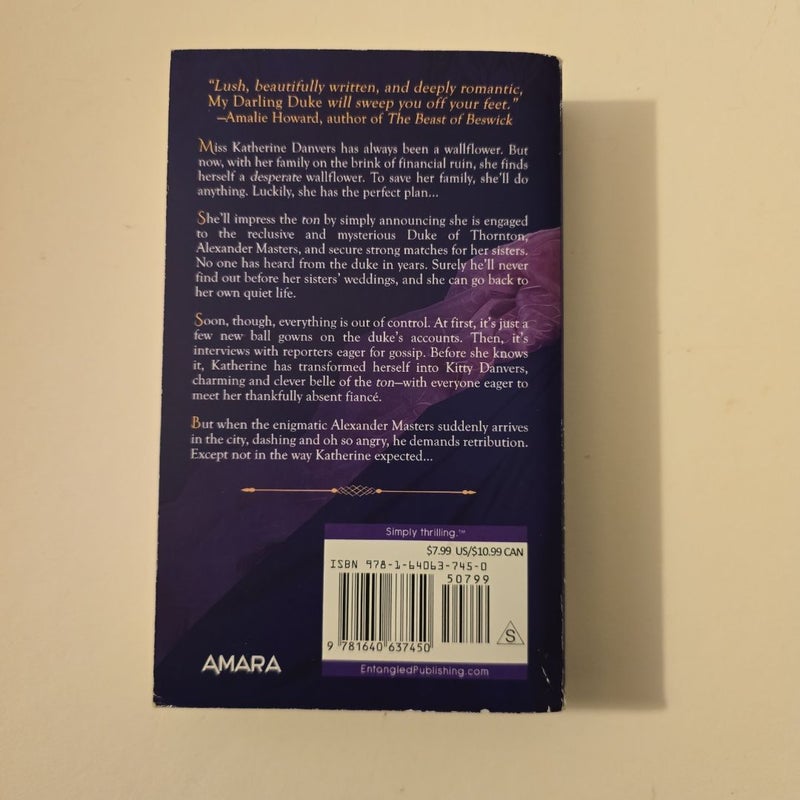 “Lush, beautifully written, and deeply romantic,
My Darling Duke will sweep you off your feet.”
—Amalie Howard, author of The Beast of Beswick
Miss Katherine Danvers has always been a wallflower. But
now, with her family on the brink of financial ruin, she finds
herself a desperate wallflower. To save her family, she’ll do
anything. Luckily, she has the perfect plan...
She’ll impress the ton by simply announcing she is engaged
to the reclusive and mysterious Duke of Thornton,
Alexander Masters, and secure strong matches for her sisters.
No one has heard from the duke in years. Surely he’ll never
find out before her sisters’ weddings, and she can go back to
her own quiet life.
Soon, though, everything is out of control. At first, it’s just a
few new ball gowns on the duke’s accounts. Then, it’s
interviews with reporters eager for gossip. Before she knows
it, Katherine has transformed herself into Kitty Danvers,
charming and clever belle of the ton—with everyone eager to
meet her thankfully absent fiancé.
But when the enigmatic Alexander Masters suddenly arrives
in the city, dashing and oh so angry, he demands retribution.
Except not in the way Katherine expected...
Simply thrilling.™
$7.99 US/$10.99 CAN
ISBN 978-1-64063-745-0
50799
S
9 781640 637450
AMARA
EntangledPublishing.com